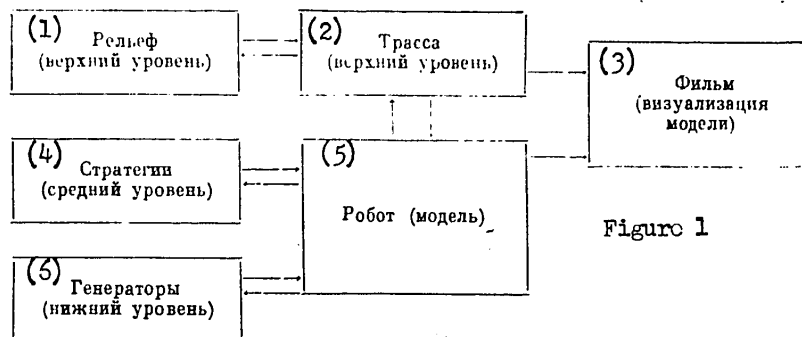 (1) Рельеф
(верхний уровень)
(2) Трасса
(верхний уровень)
(3)
Фильм
(визуализация
модели)
(4) Стратегии
(средний уровень)
(5)
Робот (модель)
Figure 1
(6) Генераторы
(нижний уровень)